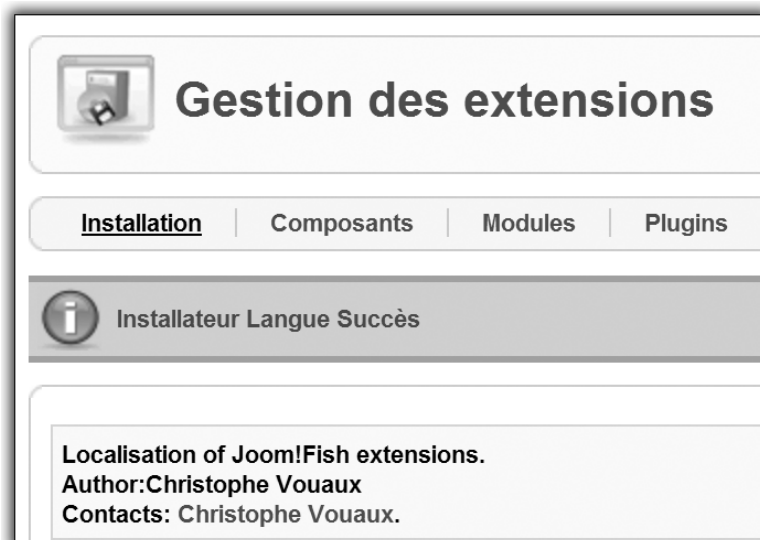 Gestion des extensions
Installation Composants Modules Plugins
Installateur Langue Succès
Localisation of Joom!Fish extensions.
Author:Christophe Vouaux
Contacts: Christophe Vouaux.